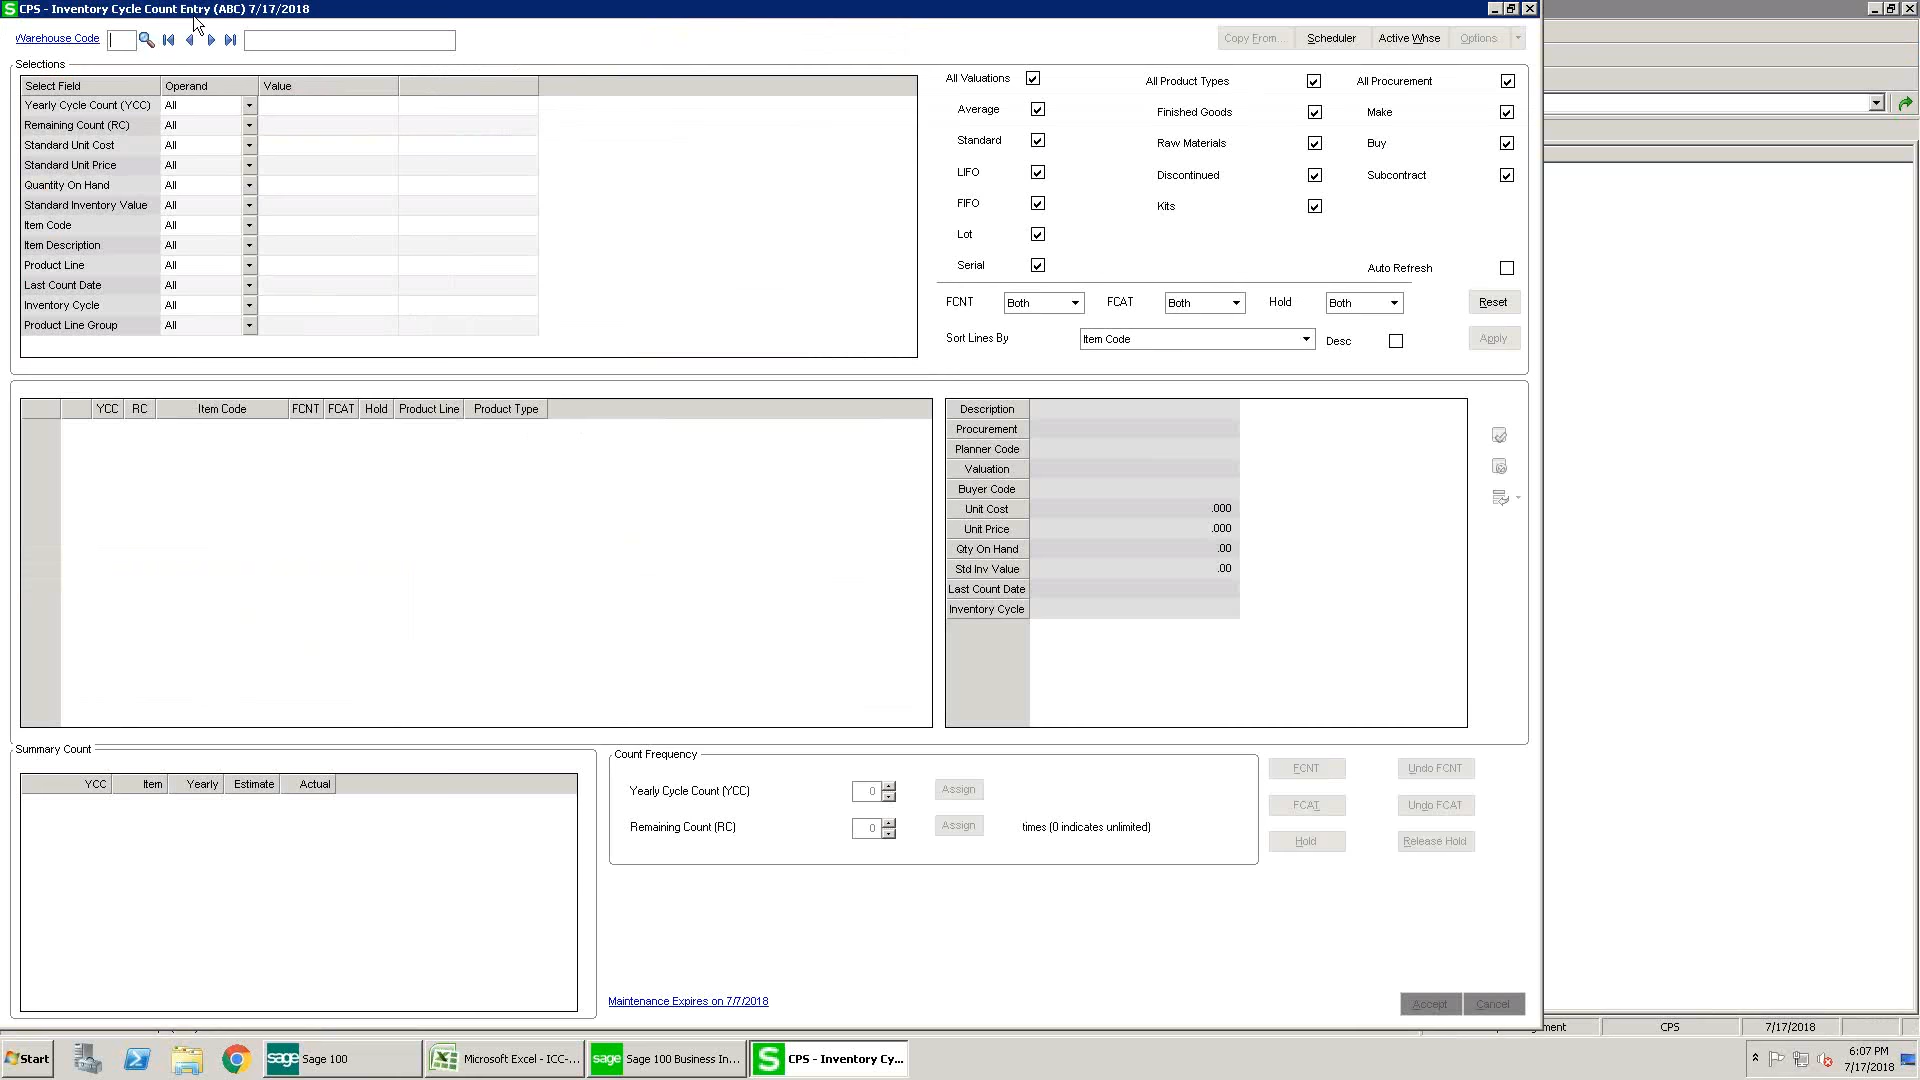 CPS - Inventory Cycle Count Entry (ABC) 7/17/2018
Warehouse Code
Copy From...
Scheduler
Active Whse
Options
Selections
Select Field Operand Value
Yearly Cycle Count (YCC) All
Remaining Count (RC) All
Standard Unit Cost All
Standard Unit Price All
Quantity On Hand All
Standard Inventory Value All
Item Code All
Item Description All
Product Line All
Last Count Date All
Inventory Cycle All
Product Line Group All
All Valuations
Average
Standard
LIFO
FIFO
Lot
Serial
All Product Types
Finished Goods
Raw Materials
Discontinued
Kits
All Procurement
Make
Buy
Subcontract
Auto Refresh
FCNT Both FCAT Both Hold Both Reset
Sort Lines By Item Code Desc Apply
YCC RC Item Code FCNT FCAT Hold Product Line Product Type
Description
Procurement
Planner Code
Valuation
Buyer Code
Unit Cost .000
Unit Price .000
Qty On Hand .00
Std Inv Value .00
Last Count Date
Inventory Cycle
Summary Count
YCC Item Yearly Estimate Actual
Count Frequency
Yearly Cycle Count (YCC) 0 Assign
Remaining Count (RC) 0 Assign times (0 indicates unlimited)
FCNT Undo FCNT
FCAT Undo FCAT
Hold Release Hold
Maintenance Expires on 7/7/2018
Accept Cancel
CPS 7/17/2018
Start
sage Sage 100
Microsoft Excel - ICC-...
sage Sage 100 Business In...
S CPS - Inventory Cy...
6:07 PM
7/17/2018